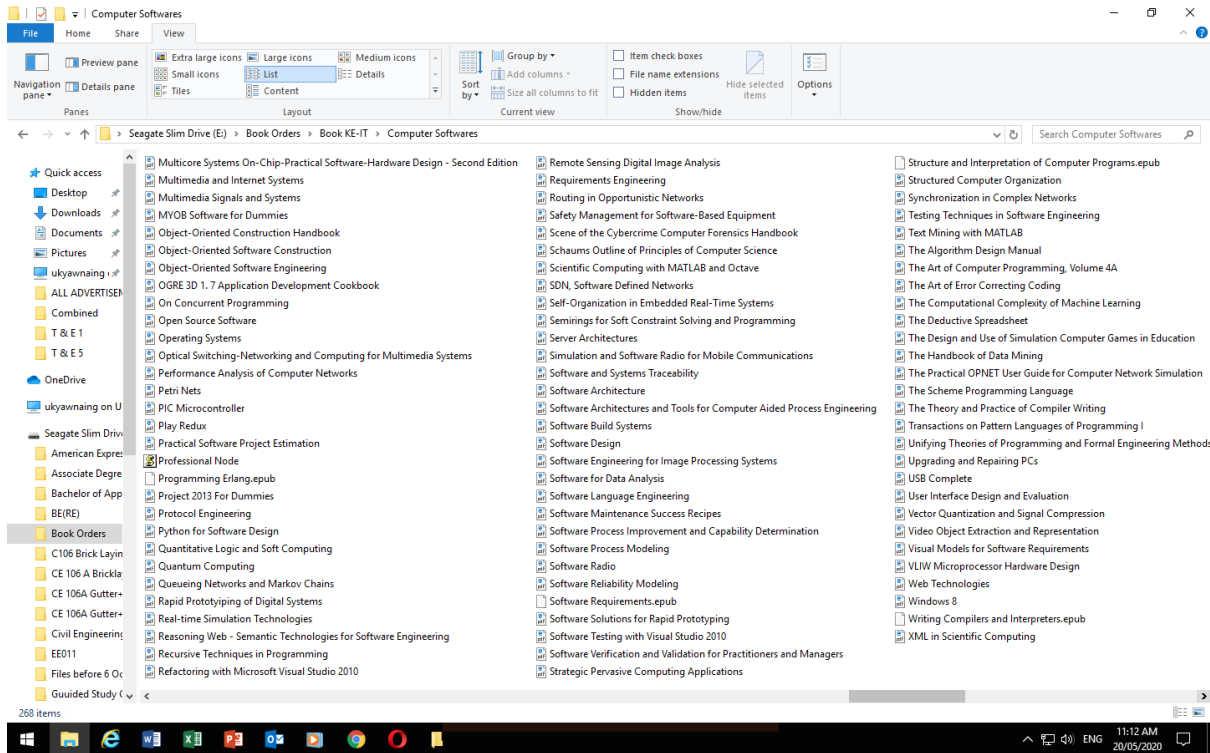 Computer Softwares
File Home Share View
Navigation pane
Preview pane
Details pane
Panes
Extra large icons Large icons Medium icons
Small icons List Details
Tiles Content
Layout
Sort by
Group by
Add columns
Size all columns to fit
Current view
Item check boxes
File name extensions
Hidden items
Hide selected items
Show/hide
Options
Seagate Slim Drive (E:) > Book Orders > Book KE-IT > Computer Softwares
Search Computer Softwares
Quick access
Desktop
Downloads
Documents
Pictures
ukyawnaing
ALL ADVERTISEN
Combined
T & E 1
T & E 5
OneDrive
ukyawnaing on U
Seagate Slim Driv
American Expres
Associate Degre
Bachelor of App
BE(RE)
Book Orders
C106 Brick Layin
CE 106 A Brickla
CE 106A Gutter+
CE 106A Gutter+
Civil Engineering
EE011
Files before 6 Oc
Guuided Study (
Multicore Systems On-Chip-Practical Software-Hardware Design - Second Edition
Multimedia and Internet Systems
Multimedia Signals and Systems
MYOB Software for Dummies
Object-Oriented Construction Handbook
Object-Oriented Software Construction
Object-Oriented Software Engineering
OGRE 3D 1. 7 Application Development Cookbook
On Concurrent Programming
Open Source Software
Operating Systems
Optical Switching-Networking and Computing for Multimedia Systems
Performance Analysis of Computer Networks
Petri Nets
PIC Microcontroller
Play Redux
Practical Software Project Estimation
Professional Node
Programming Erlang.epub
Project 2013 For Dummies
Protocol Engineering
Python for Software Design
Quantitative Logic and Soft Computing
Quantum Computing
Queueing Networks and Markov Chains
Rapid Prototyiping of Digital Systems
Real-time Simulation Technologies
Reasoning Web - Semantic Technologies for Software Engineering
Recursive Techniques in Programming
Refactoring with Microsoft Visual Studio 2010
Remote Sensing Digital Image Analysis
Requirements Engineering
Routing in Opportunistic Networks
Safety Management for Software-Based Equipment
Scene of the Cybercrime Computer Forensics Handbook
Schaums Outline of Principles of Computer Science
Scientific Computing with MATLAB and Octave
SDN, Software Defined Networks
Self-Organization in Embedded Real-Time Systems
Semirings for Soft Constraint Solving and Programming
Server Architectures
Simulation and Software Radio for Mobile Communications
Software and Systems Traceability
Software Architecture
Software Architectures and Tools for Computer Aided Process Engineering
Software Build Systems
Software Design
Software Engineering for Image Processing Systems
Software for Data Analysis
Software Language Engineering
Software Maintenance Success Recipes
Software Process Improvement and Capability Determination
Software Process Modeling
Software Radio
Software Reliability Modeling
Software Requirements.epub
Software Solutions for Rapid Prototyping
Software Testing with Visual Studio 2010
Software Verification and Validation for Practitioners and Managers
Strategic Pervasive Computing Applications
Structure and Interpretation of Computer Programs.epub
Structured Computer Organization
Synchronization in Complex Networks
Testing Techniques in Software Engineering
Text Mining with MATLAB
The Algorithm Design Manual
The Art of Computer Programming, Volume 4A
The Art of Error Correcting Coding
The Computational Complexity of Machine Learning
The Deductive Spreadsheet
The Design and Use of Simulation Computer Games in Education
The Handbook of Data Mining
The Practical OPNET User Guide for Computer Network Simulation
The Scheme Programming Language
The Theory and Practice of Compiler Writing
Transactions on Pattern Languages of Programming I
Unifying Theories of Programming and Formal Engineering Methods
Upgrading and Repairing PCs
USB Complete
User Interface Design and Evaluation
Vector Quantization and Signal Compression
Video Object Extraction and Representation
Visual Models for Software Requirements
VLIW Microprocessor Hardware Design
Web Technologies
Windows 8
Writing Compilers and Interpreters.epub
XML in Scientific Computing
268 items
ENG
11:12 AM
20/05/2020